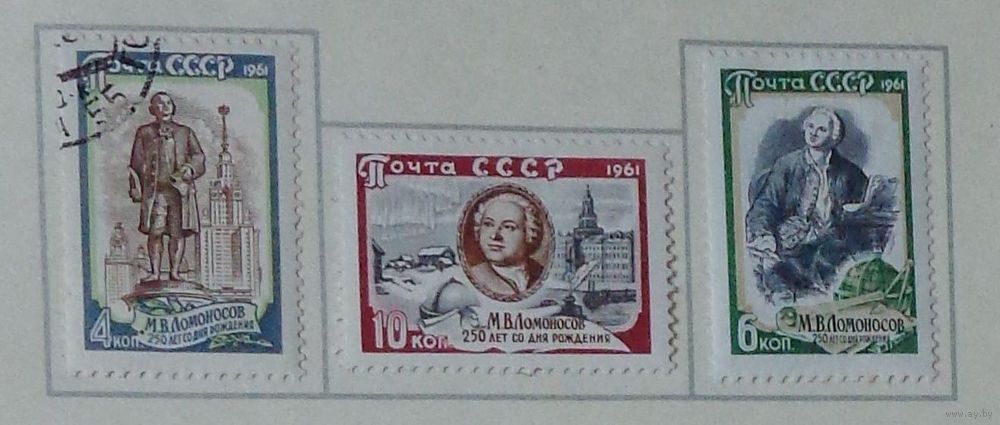 Почта СССР 1961
4 коп.
М.В.Ломоносов
250 лет со дня рождения
Почта СССР 1961
10 коп.
М.В.Ломоносов
250 лет со дня рождения
Почта СССР 1961
6 коп.
М.В.Ломоносов
250 лет со дня рождения
www.ay.by